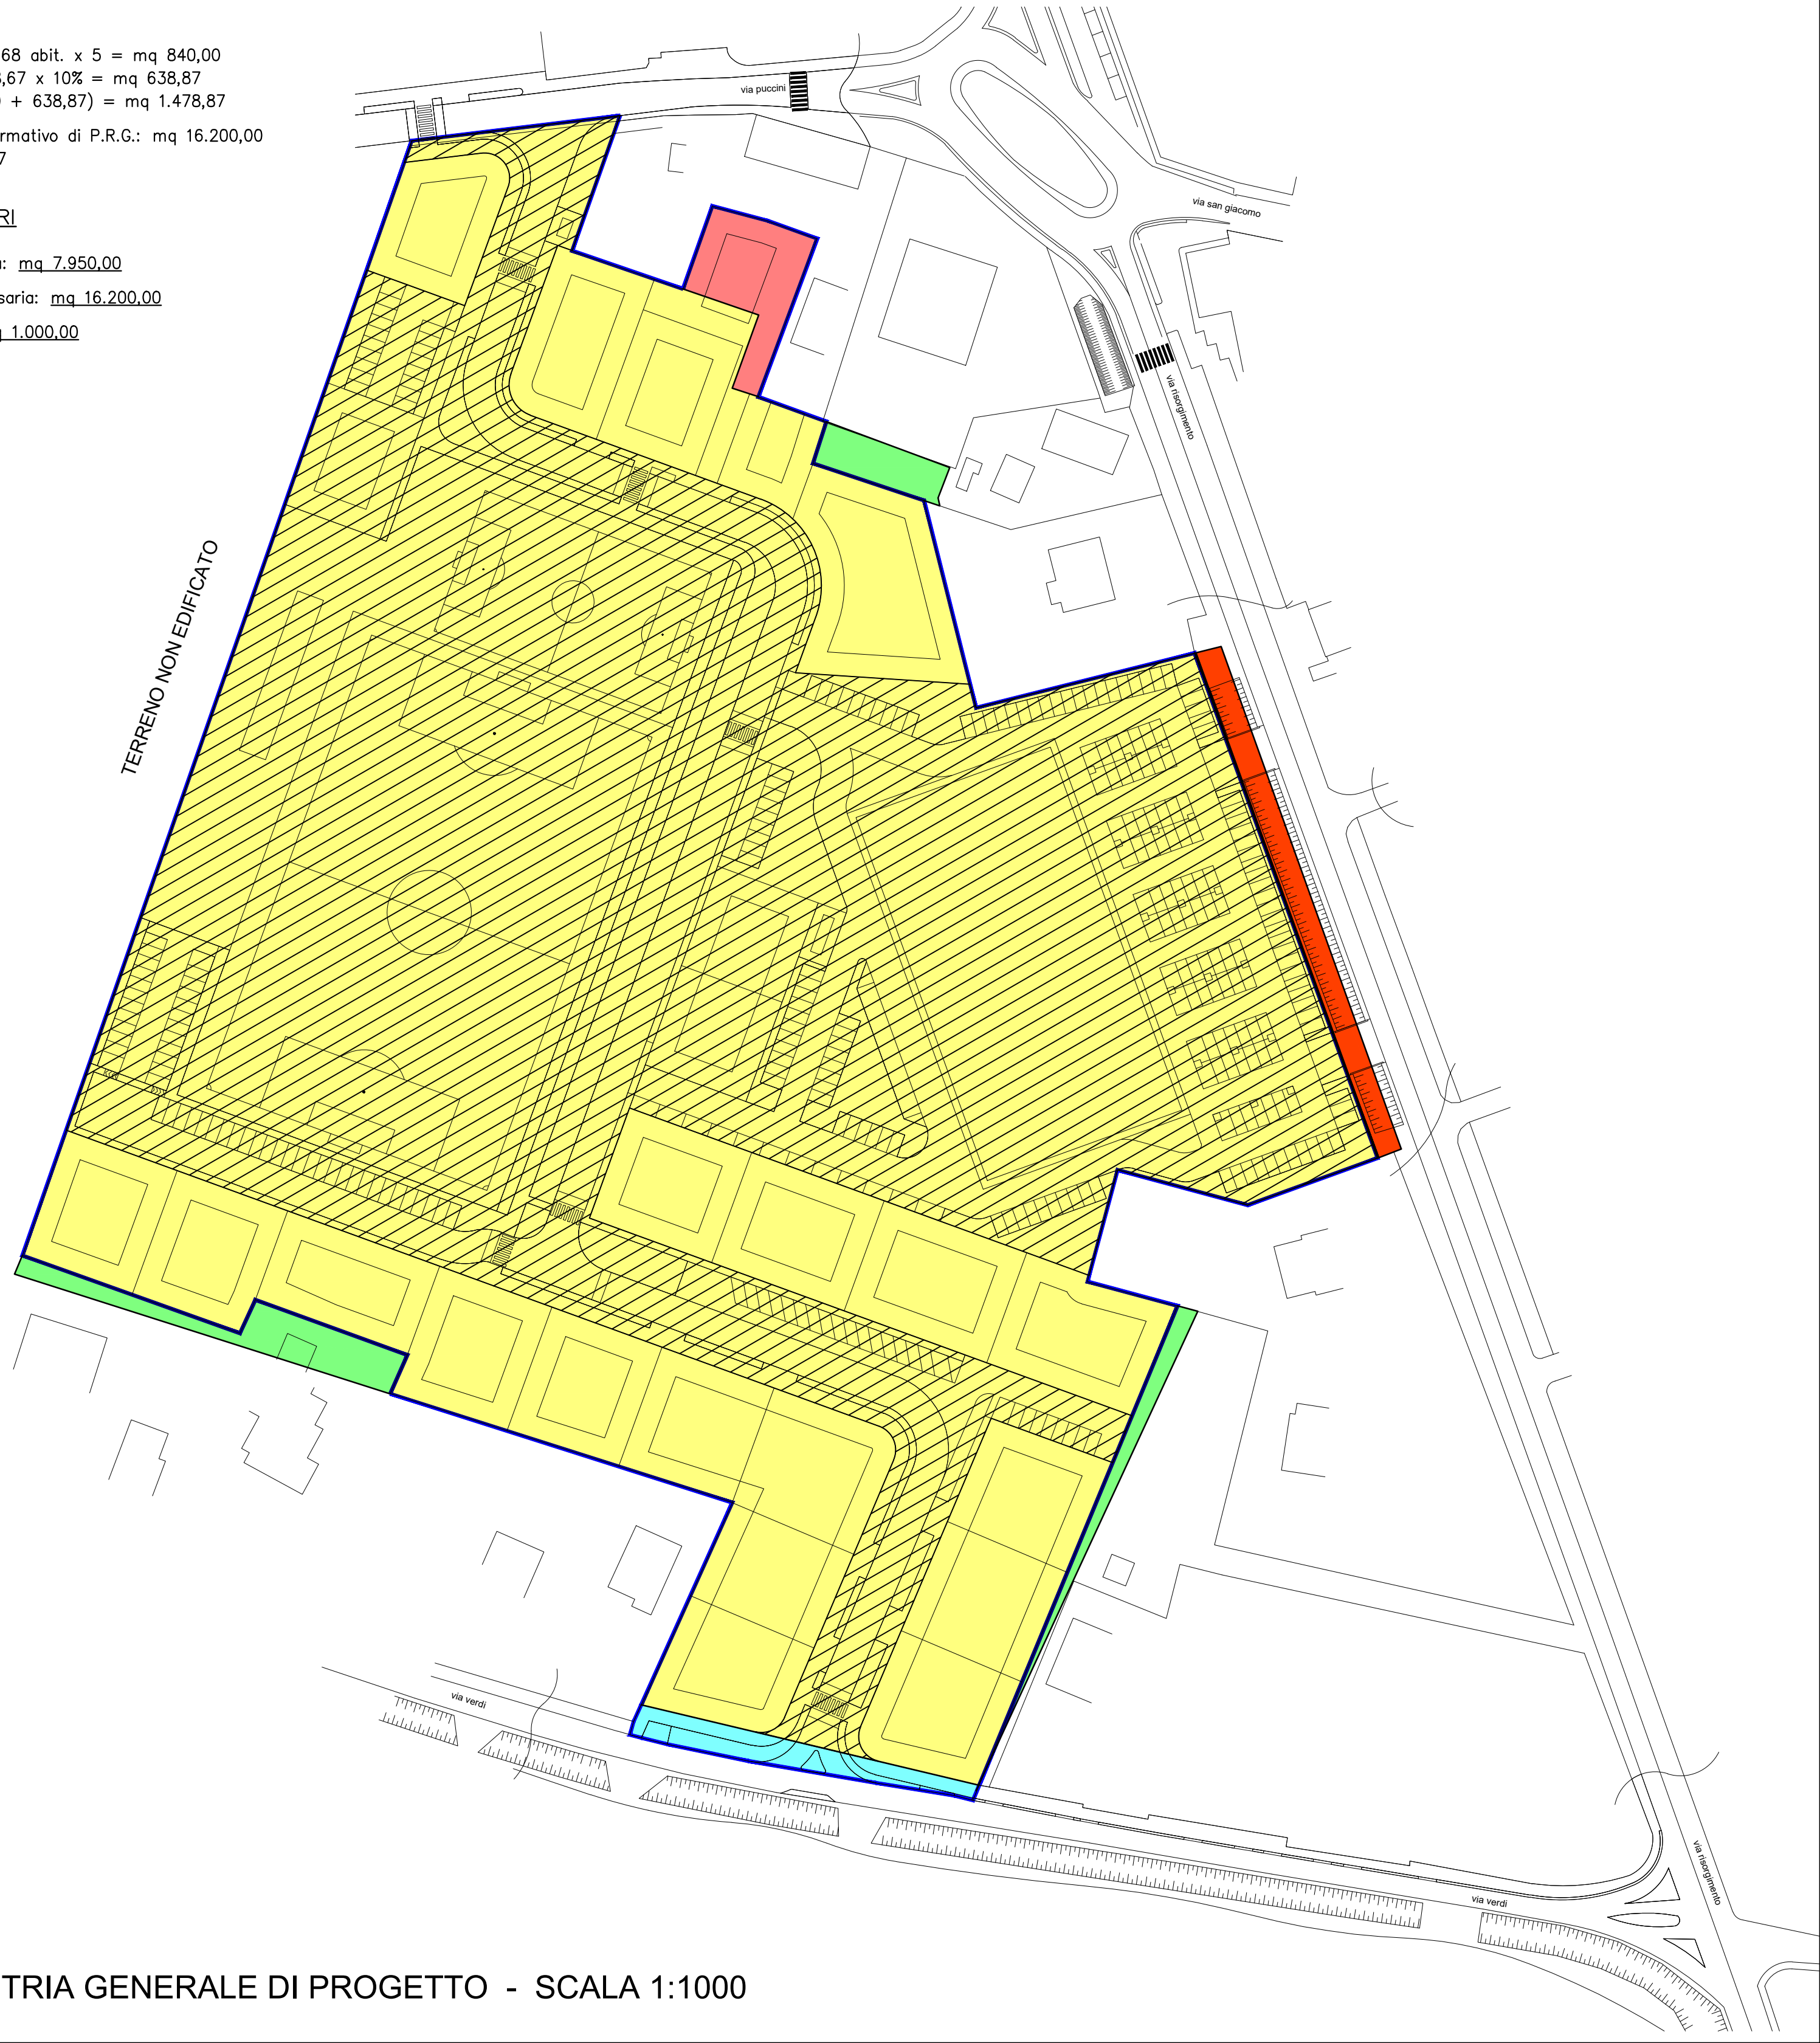 68 abit. x 5 = mq 840,00
,67 x 10% = mq 638,87
+ 638,87) = mq 1.478,87
rmativo di P.R.G.: mq 16.200,00
7
RI
: mq 7.950,00
saria: mq 16.200,00
1.000,00
via puccini
via san giacomo
via risorgimento
TERRENO NON EDIFICATO
via verdi
via verdi
via risorgimento
TRIA GENERALE DI PROGETTO - SCALA 1:1000